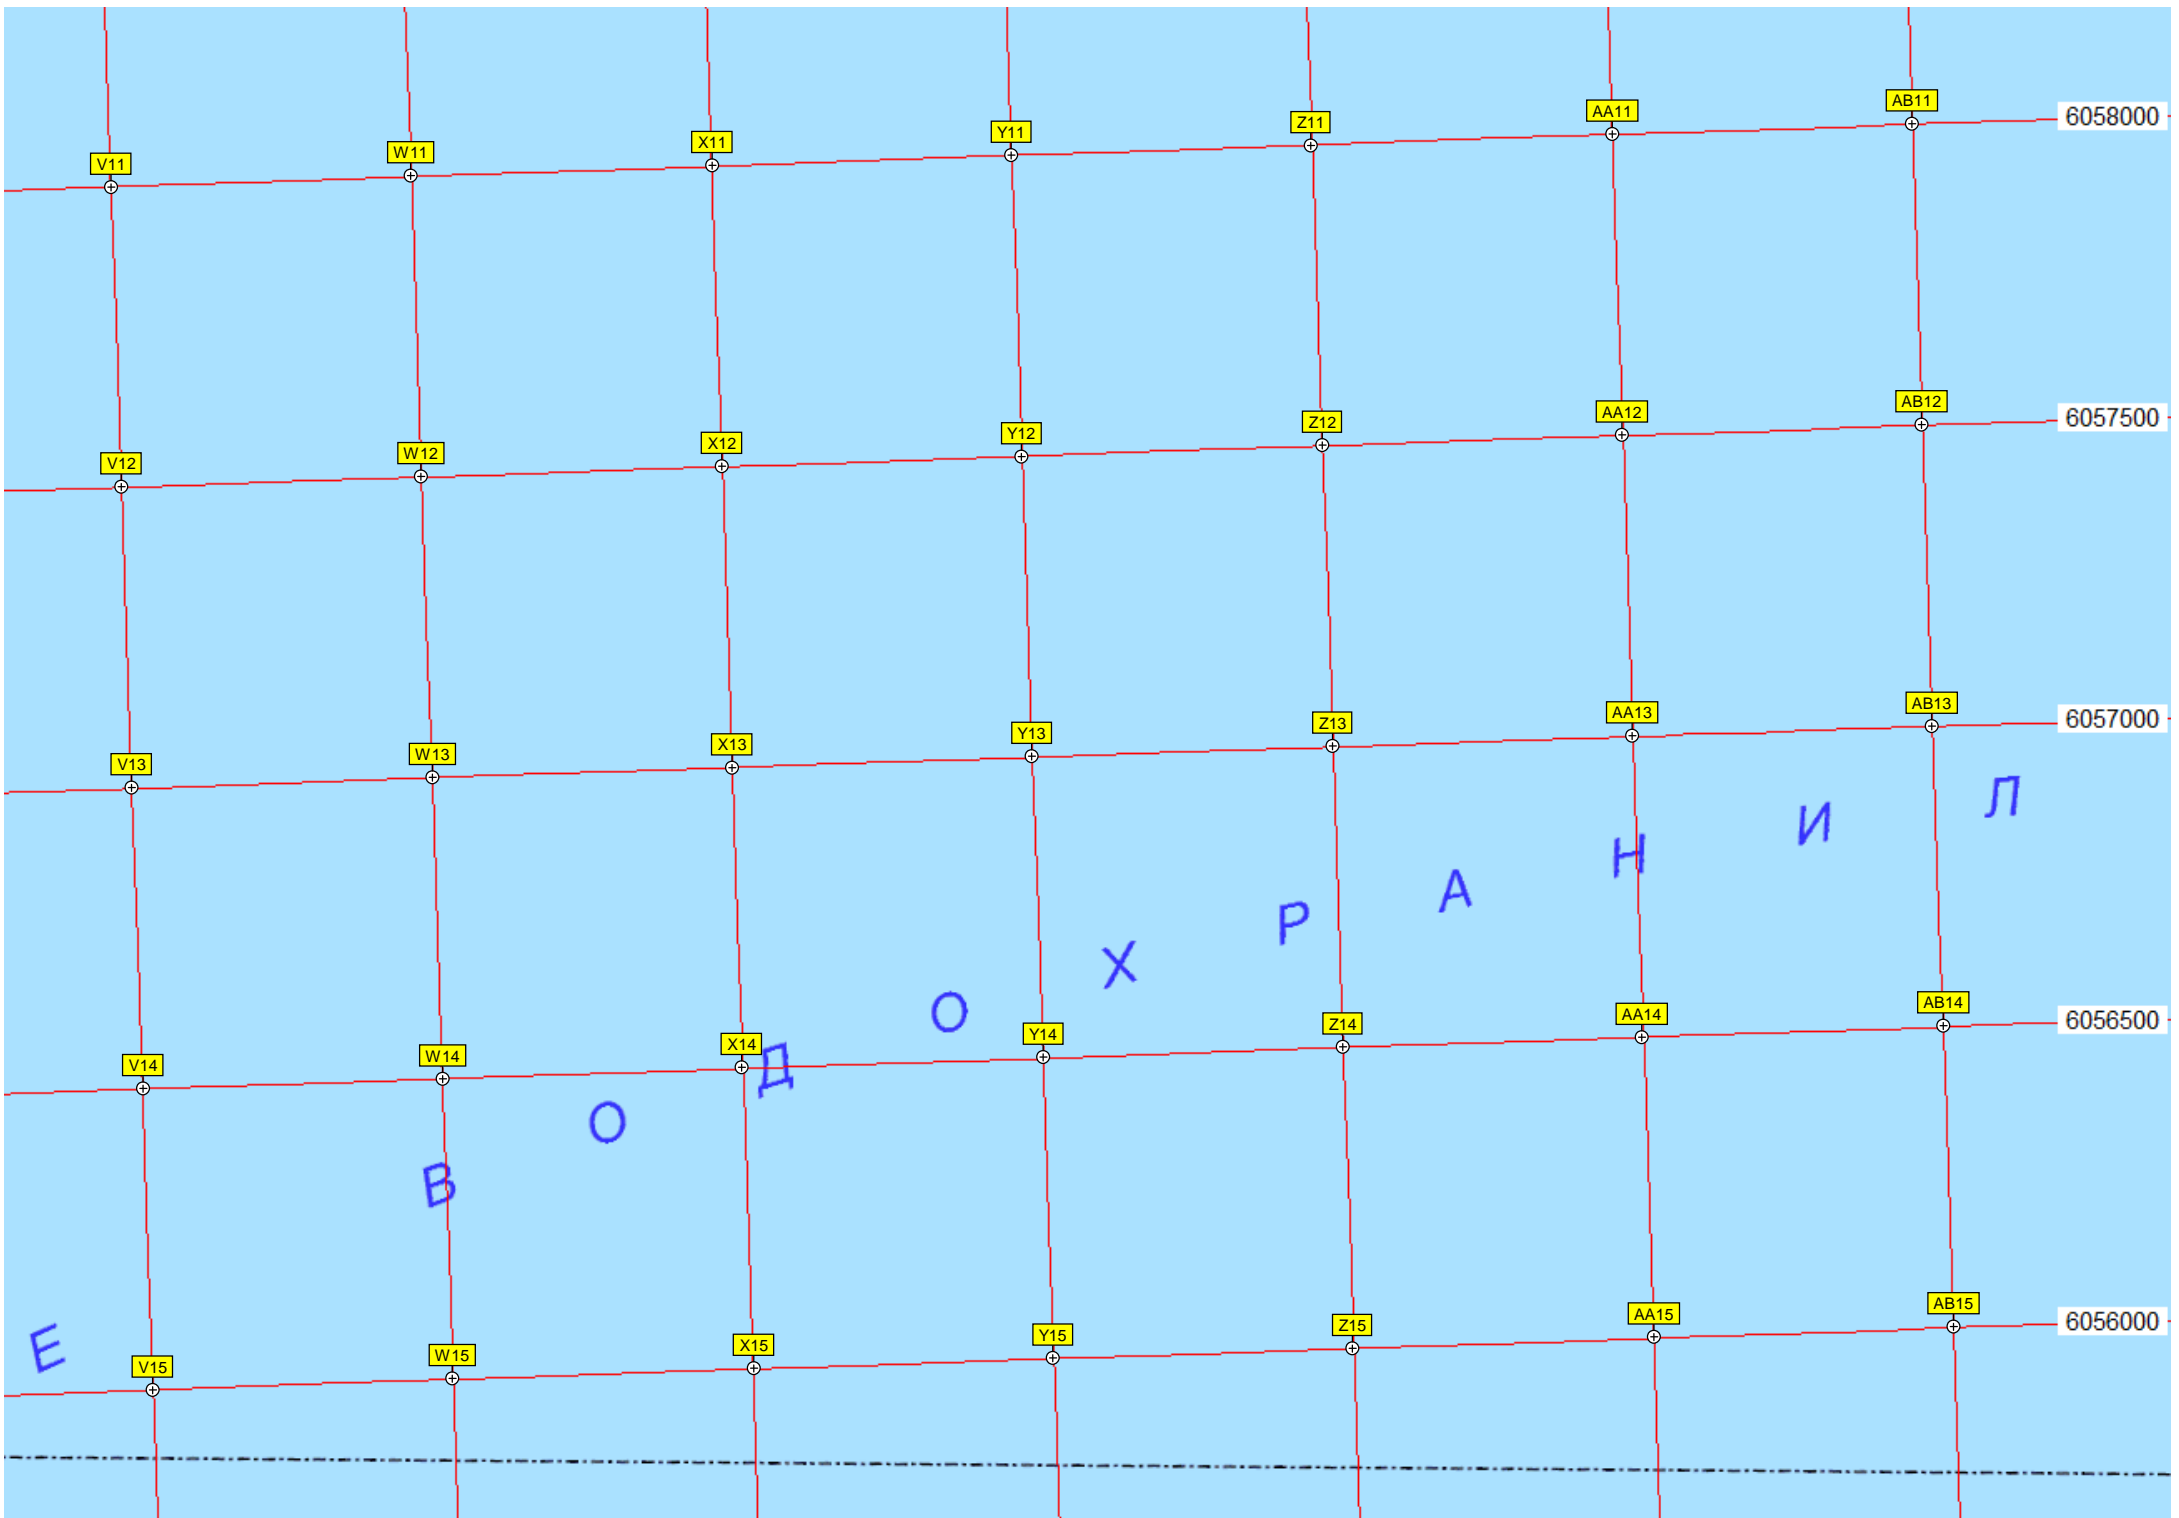 V11 W11 X11 Y11 Z11 AA11 AB11 6058000
V12 W12 X12 Y12 Z12 AA12 AB12 6057500
V13 W13 X13 Y13 Z13 AA13 AB13 6057000
V14 W14 X14 Y14 Z14 AA14 AB14 6056500
Е В О Д О Х Р А Н И Л
V15 W15 X15 Y15 Z15 AA15 AB15 6056000